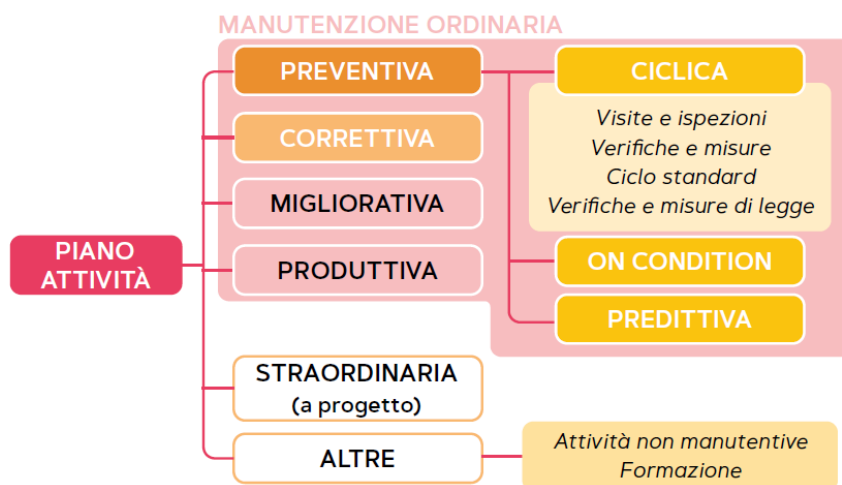 MANUTENZIONE ORDINARIA
PREVENTIVA
CICLICA
Visite e ispezioni
Verifiche e misure
Ciclo standard
Verifiche e misure di legge
CORRETTIVA
MIGLIORATIVA
PIANO
ATTIVITÀ
PRODUTTIVA
ON CONDITION
PREDITTIVA
STRAORDINARIA
(a progetto)
ALTRE
Attività non manutentive
Formazione